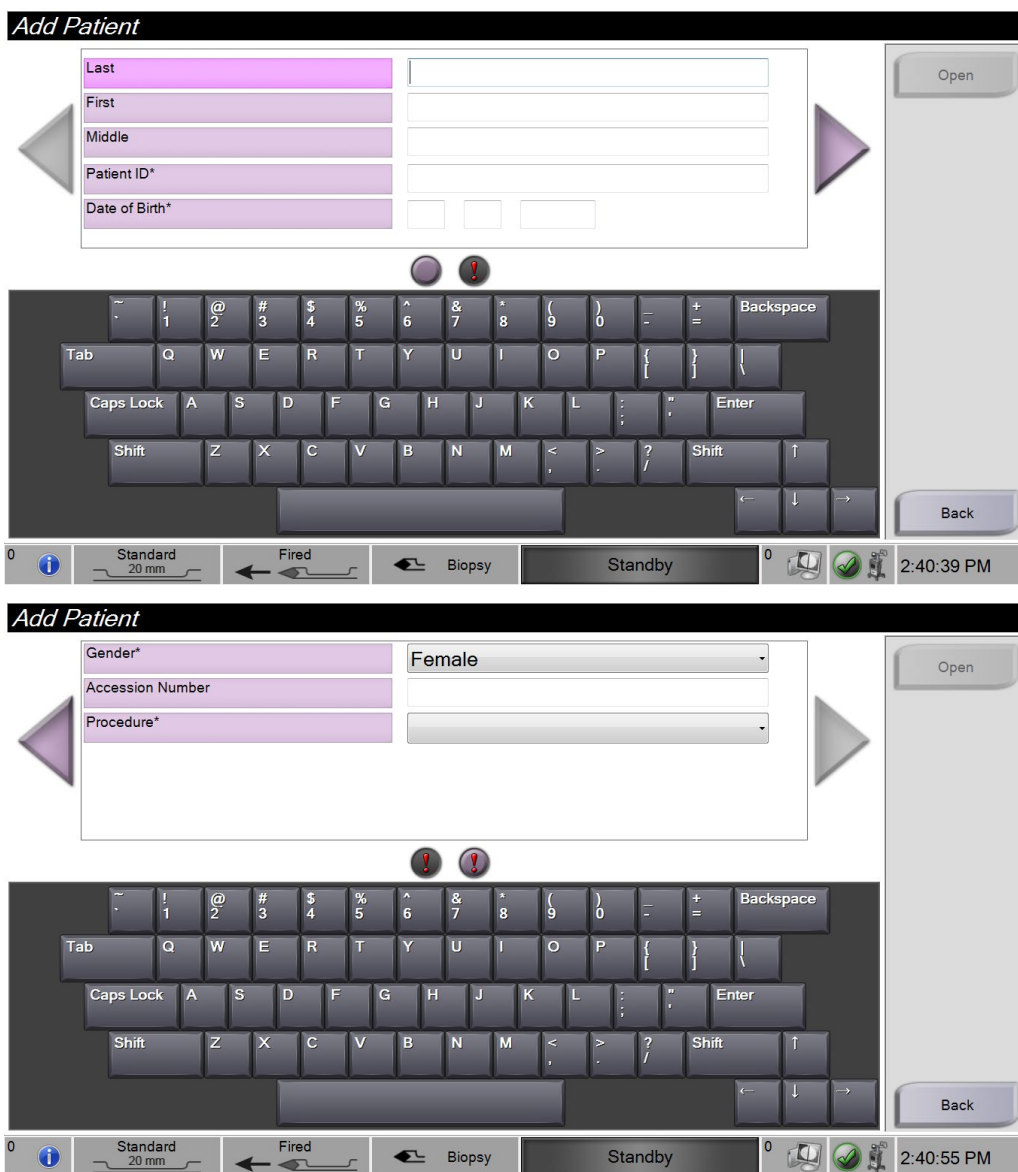 Add Patient
Last
Open
First
Middle
Patient ID*
Date of Birth*
~ ! @ # $ % ^ & * ( ) _ + Backspace
` 1 2 3 4 5 6 7 8 9 0 - =
Tab Q W E R T Y U I O P { } |
[ ] \
Caps Lock A S D F G H J K L : " Enter
; '
Shift Z X C V B N M < > ? Shift ↑
, . /
← ↓ →
Back
0 Standard Fired Biopsy Standby 0 2:40:39 PM
20 mm
Add Patient
Gender* Female
Open
Accession Number
Procedure*
~ ! @ # $ % ^ & * ( ) _ + Backspace
` 1 2 3 4 5 6 7 8 9 0 - =
Tab Q W E R T Y U I O P { } |
[ ] \
Caps Lock A S D F G H J K L : " Enter
; '
Shift Z X C V B N M < > ? Shift ↑
, . /
← ↓ →
Back
0 Standard Fired Biopsy Standby 0 2:40:55 PM
20 mm